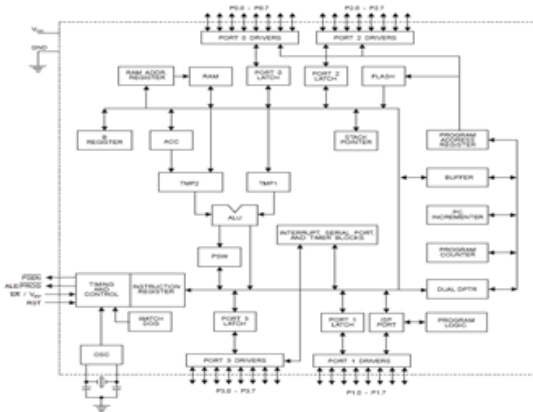 P0.0 - P0.7
P2.0 - P2.7
VCC
GND
PORT 0 DRIVERS
PORT 2 DRIVERS
RAM ADDR.
REGISTER
RAM
PORT 0
LATCH
PORT 2
LATCH
FLASH
B
REGISTER
ACC
STACK
POINTER
PROGRAM
ADDRESS
REGISTER
TMP2
TMP1
BUFFER
ALU
PC
INCREMENTER
INTERRUPT, SERIAL PORT,
AND TIMER BLOCKS
PSW
PROGRAM
COUNTER
PSEN
ALE/PROG
EA / VPP
RST
TIMING
AND
CONTROL
INSTRUCTION
REGISTER
DUAL DPTR
WATCH
DOG
PORT 3
LATCH
PORT 1
LATCH
ISP
PORT
PROGRAM
LOGIC
OSC
PORT 3 DRIVERS
PORT 1 DRIVERS
P3.0 - P3.7
P1.0 - P1.7